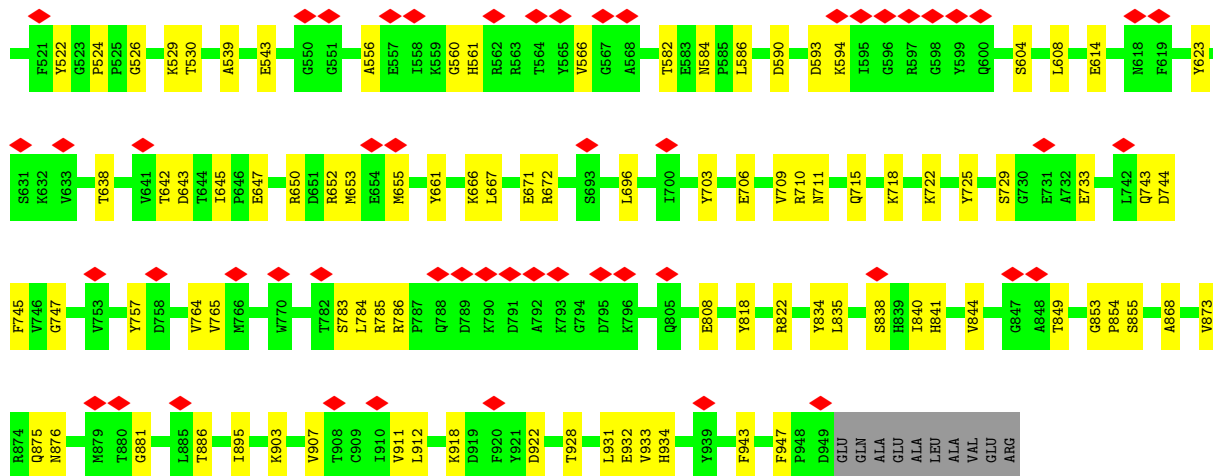 F521 Y522 G523 P524 P525 G526 K529 T530 A539 E543 G550 G551 A556 E557 I558 K559 G560 H561 R562 R563 T564 Y565 V566 G567 A568 T582 E583 N584 P585 L586 D590 D593 K594 I595 G596 R597 G598 Y599 Q600 S604 L608 E614 N618 F619 Y623
S631 K632 V633 T638 V641 T642 D643 T644 I645 P646 E647 R650 D651 R652 M653 E654 M655 Y661 K666 L667 E671 R672 S693 L696 I700 Y703 E706 V709 R710 N711 Q715 K718 K722 Y725 S729 G730 E731 A732 E733 L742 Q743 D744
F745 V746 G747 V753 D758 Y757 V764 V765 M766 W770 T782 S783 L784 R785 R786 P787 Q788 D789 K790 D791 A792 K793 G794 D795 K796 Q805 E808 Y818 R822 Y834 L835 S838 H839 I840 H841 V844 G847 A848 T849 G853 P854 S855 A868 V873
R874 Q875 N876 M879 T880 G881 L885 T886 I895 K903 V907 T908 C909 I910 V911 L912 K918 D919 F920 Y921 D922 T928 L931 E932 V933 H934 Y939 F943 F947 P948 D949 GLU GLN ALA GLU ALA LEU ALA VAL GLU ARG